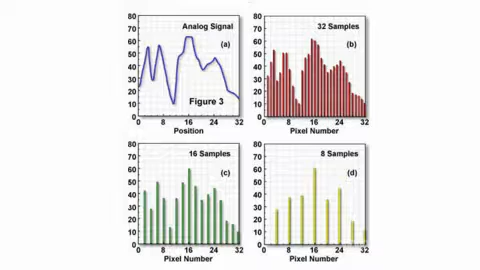 80
70
60
50
40
30
20
10
0
Analog Signal
(a)
Figure 3
0 8 16 24 32
Position
80
70
60
50
40
30
20
10
0
32 Samples
(b)
0 8 16 24 32
Pixel Number
80
70
60
50
40
30
20
10
0
16 Samples
(c)
0 8 16 24 32
Pixel Number
80
70
60
50
40
30
20
10
0
8 Samples
(d)
0 8 16 24 32
Pixel Number